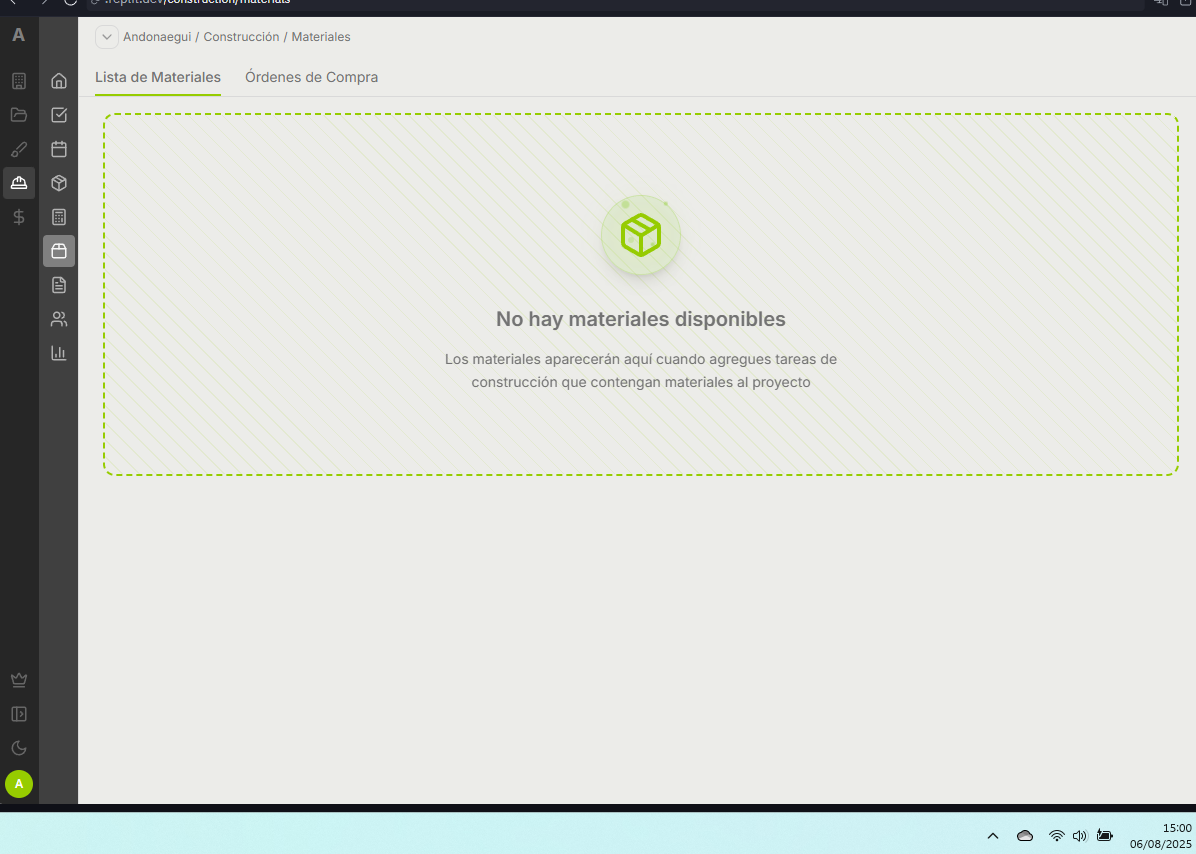 .replit.dev/construction/materials
A
Andonaegui / Construcción / Materiales
Lista de Materiales
Órdenes de Compra
No hay materiales disponibles
Los materiales aparecerán aquí cuando agregues tareas de
construcción que contengan materiales al proyecto
A
15:00
06/08/2025